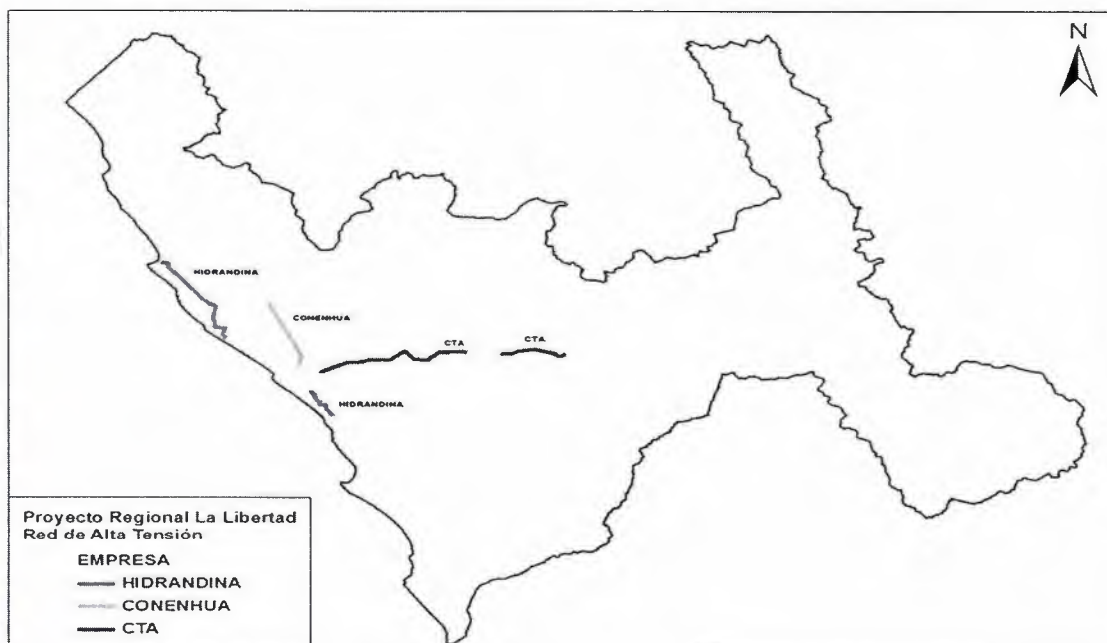 N
HIDRANDINA
CONENHUA
CTA
CTA
HIDRANDINA
Proyecto Regional La Libertad
Red de Alta Tensión
EMPRESA
HIDRANDINA
CONENHUA
CTA